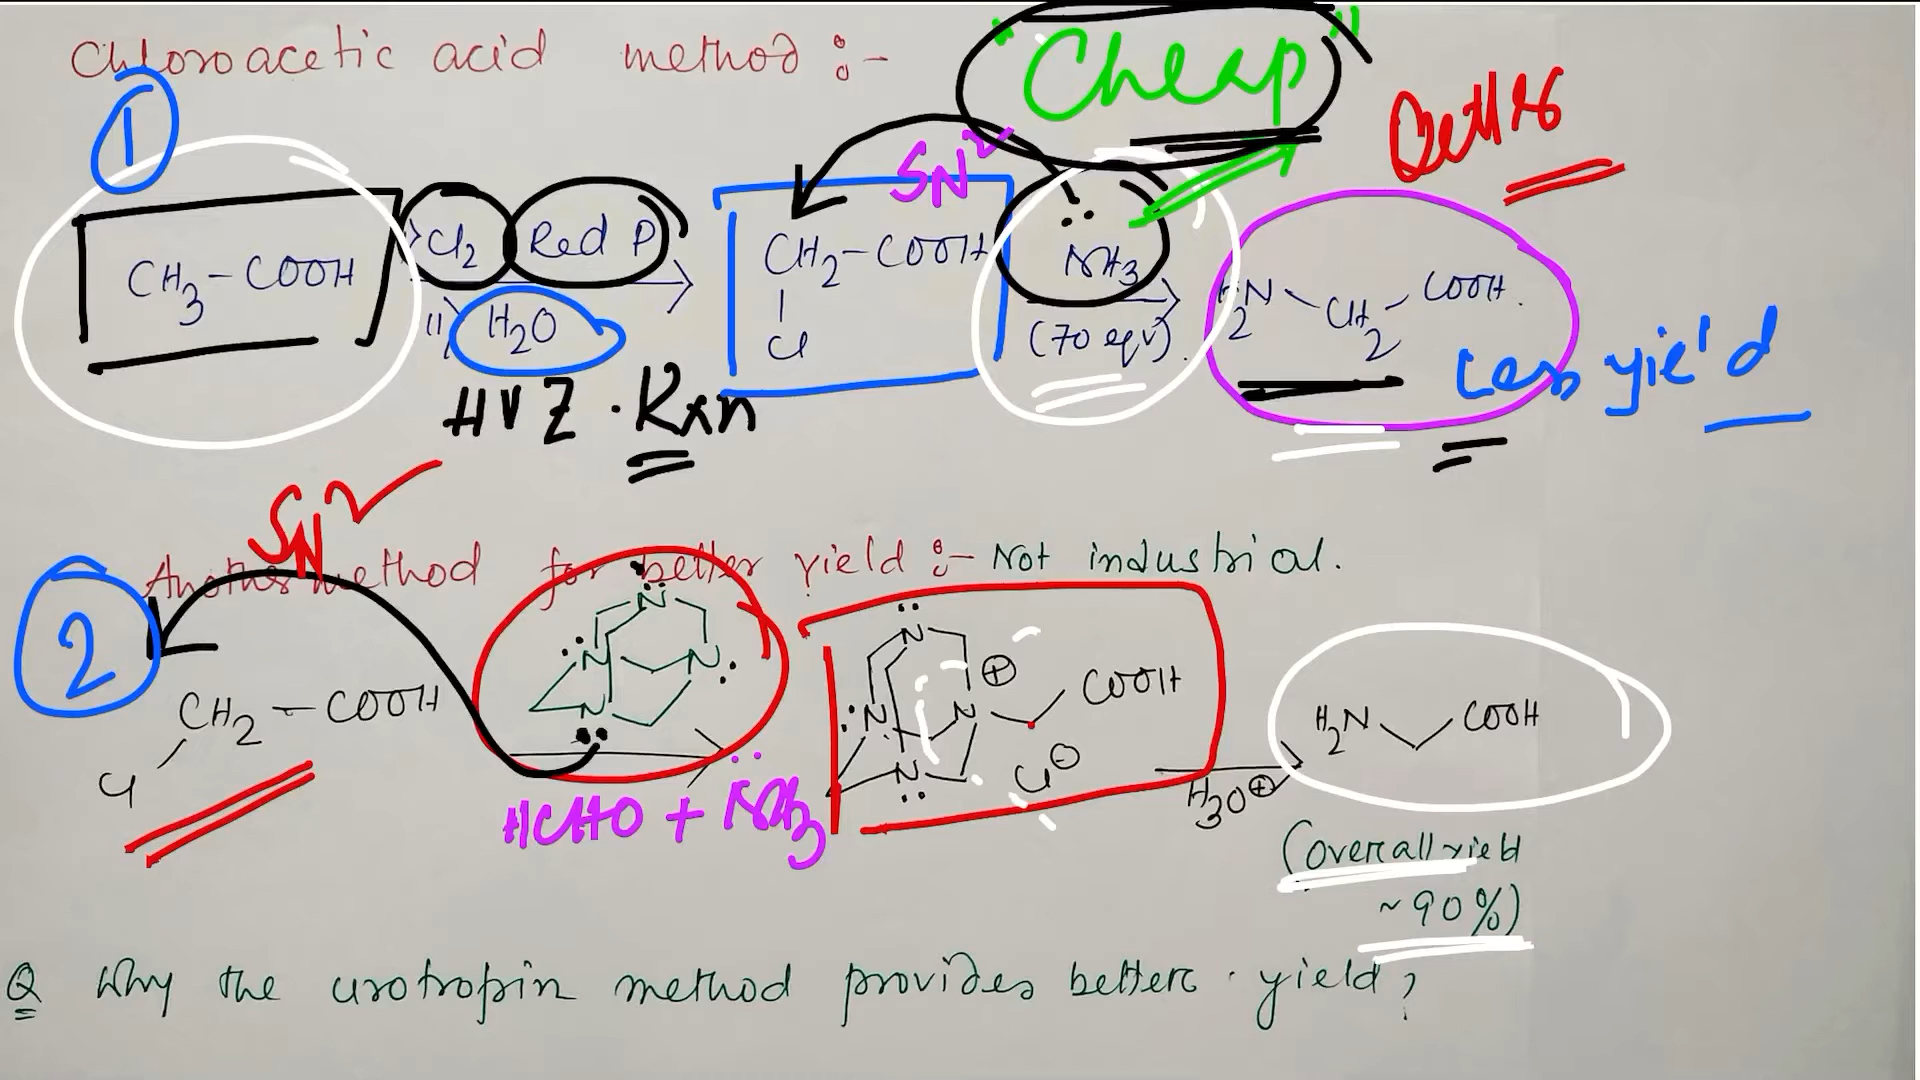 Chloroacetic acid method :-
"Cheap"
Better
1
SN2
CH3-COOH
i) Cl2 Red P
ii) H2O
CH2-COOH
Cl
NH3
(70 eqv).
H2N CH2 COOH.
Less yield
HVZ. Rxn
SN2
Another method for better yield :- Not industrial.
2
CH2-COOH
Cl
N
N N
N
HCHO + NH3
N
N N ⊕ COOH
N
Cl⊖
H3O⊕
H2N COOH
(overall yield
~90%)
Q Why the urotropin method provides better yield?